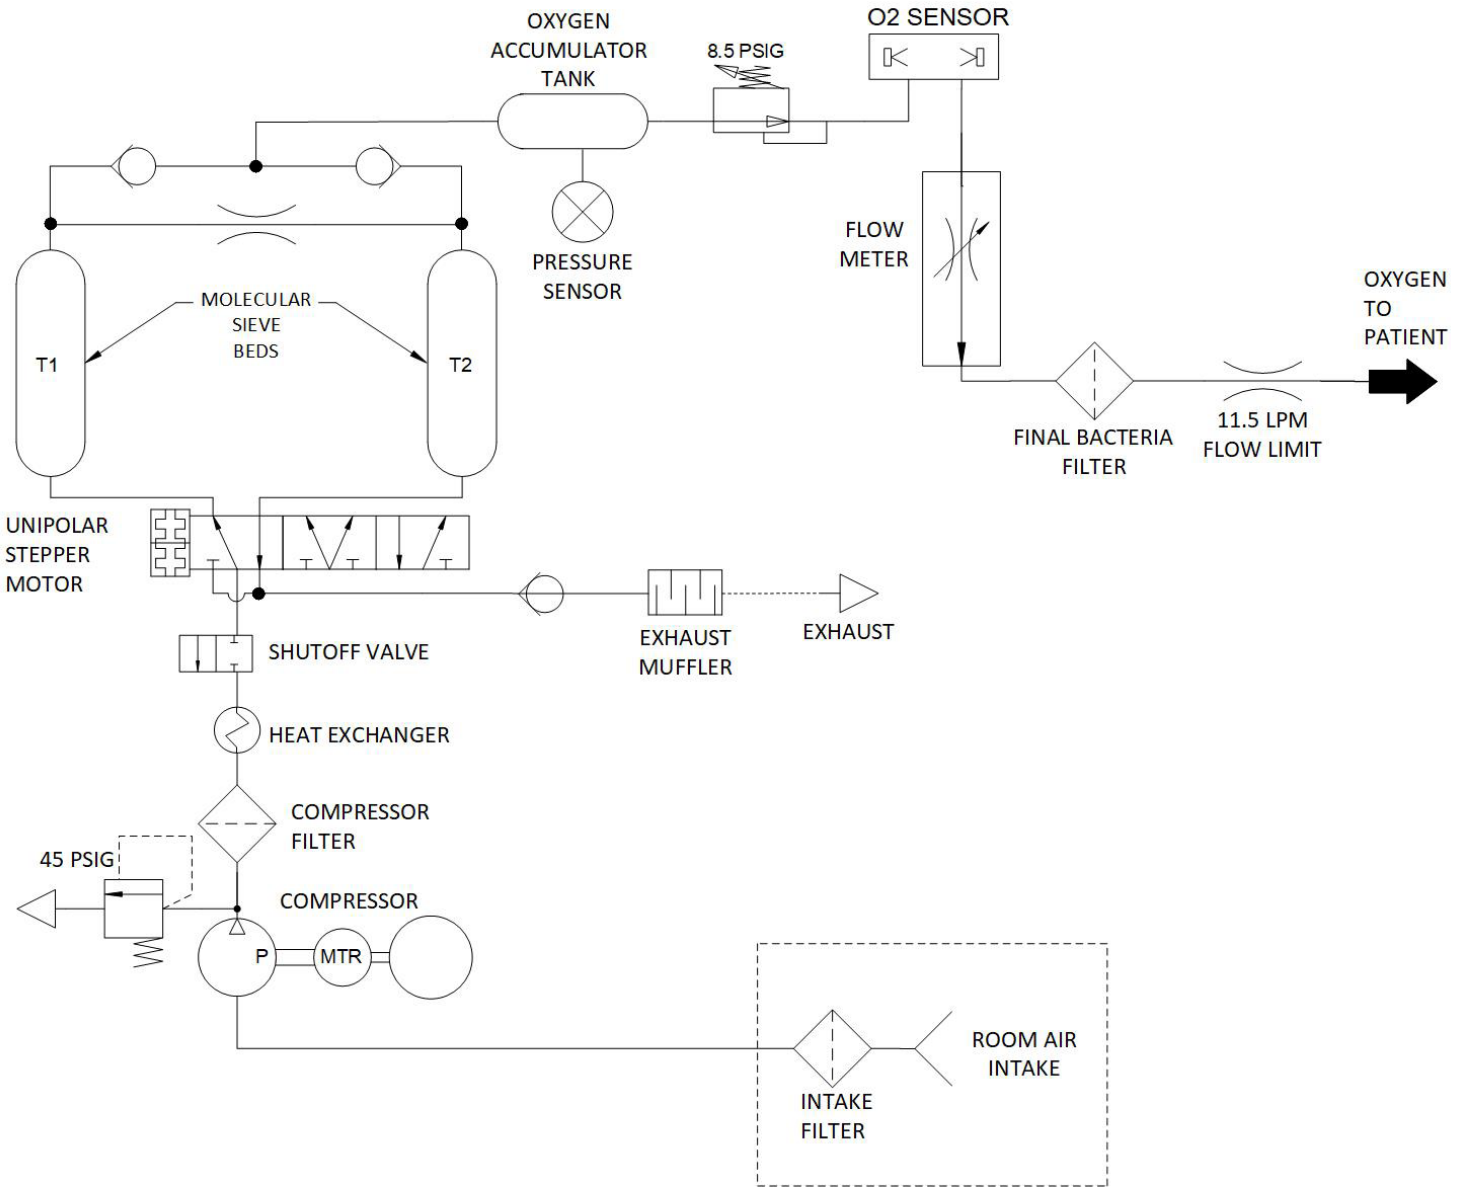 OXYGEN
ACCUMULATOR
TANK
8.5 PSIG
O2 SENSOR
PRESSURE
SENSOR
FLOW
METER
MOLECULAR
SIEVE
BEDS
T1
T2
OXYGEN
TO
PATIENT
FINAL BACTERIA
FILTER
11.5 LPM
FLOW LIMIT
UNIPOLAR
STEPPER
MOTOR
EXHAUST
MUFFLER
EXHAUST
SHUTOFF VALVE
HEAT EXCHANGER
COMPRESSOR
FILTER
45 PSIG
COMPRESSOR
P
MTR
ROOM AIR
INTAKE
INTAKE
FILTER